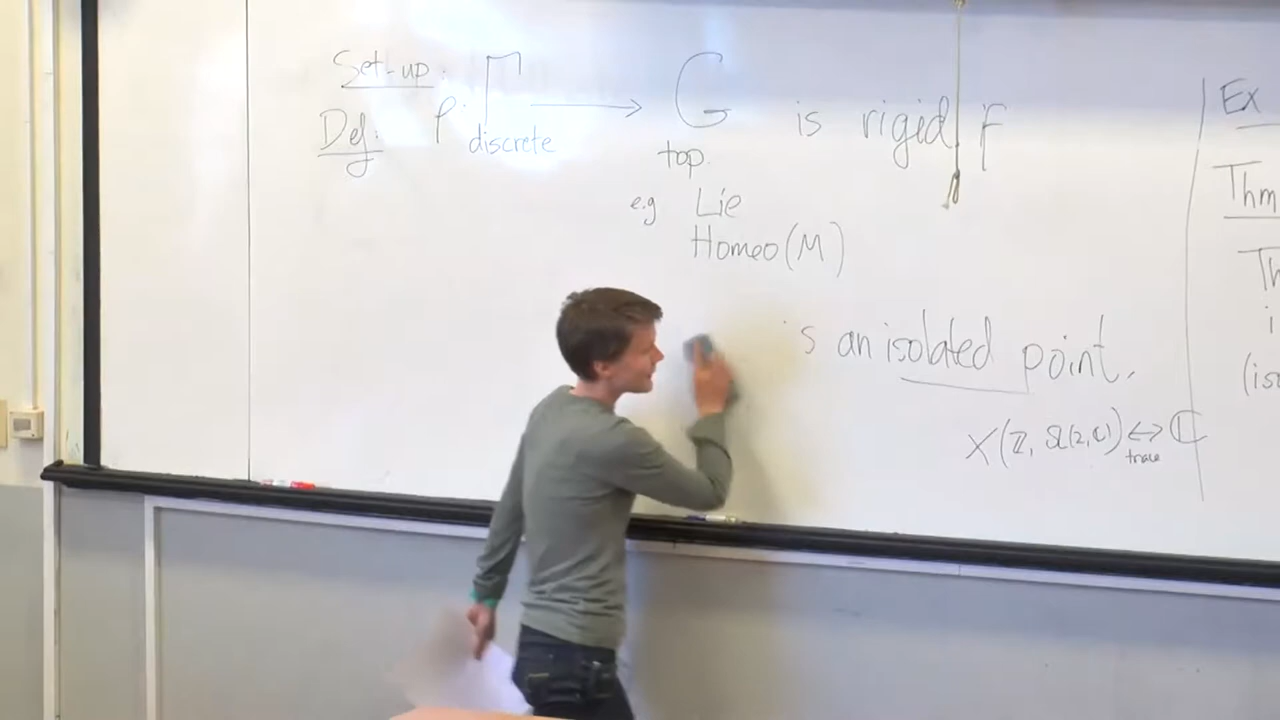 Set-up:
Def: ρ: Γ → G is rigid if
discrete top.
e.g Lie
Homeo(M)
is an isolated point.
X(ℤ, SL(2,ℂ)) ↔ ℂ
trace
Ex
Thm
Th
i
(iso